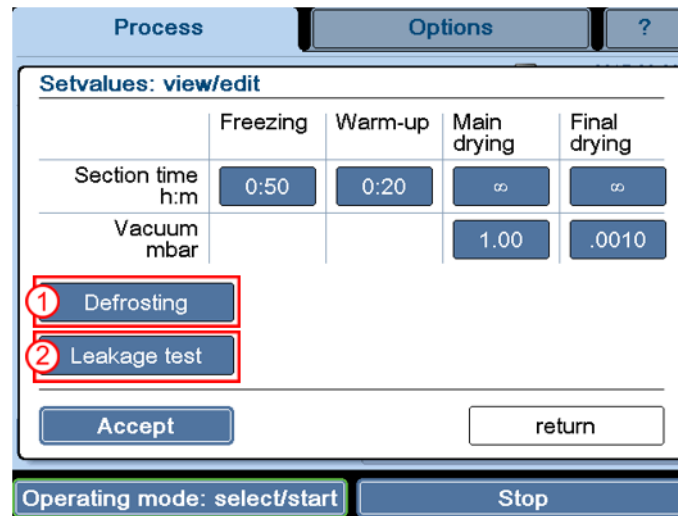 Process
Options
?
Setvalues: view/edit
Freezing
Warm-up
Main
drying
Final
drying
Section time
h:m
0:50
0:20
∞
∞
Vacuum
mbar
1.00
.0010
1
Defrosting
2
Leakage test
Accept
return
Operating mode: select/start
Stop